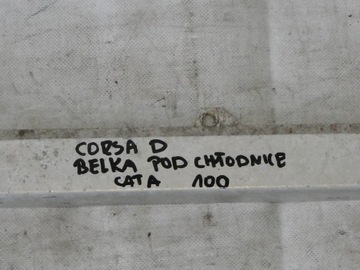 CORSA D
BELKA POD CHŁODNICE
CAŁA 100